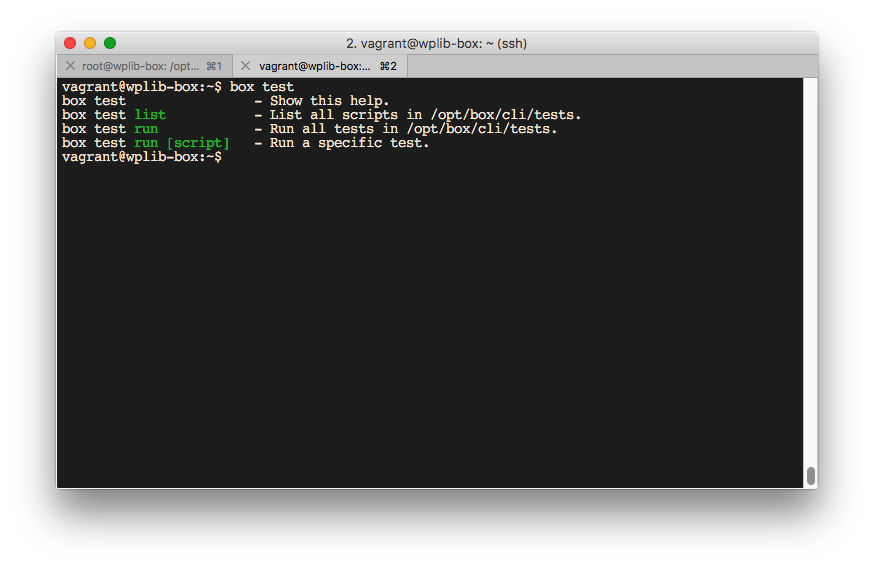 2. vagrant@wplib-box: ~ (ssh)
root@wplib-box: /opt... ⌘1 vagrant@wplib-box:... ⌘2
vagrant@wplib-box:~$ box test
box test                - Show this help.
box test list           - List all scripts in /opt/box/cli/tests.
box test run            - Run all tests in /opt/box/cli/tests.
box test run [script]   - Run a specific test.
vagrant@wplib-box:~$